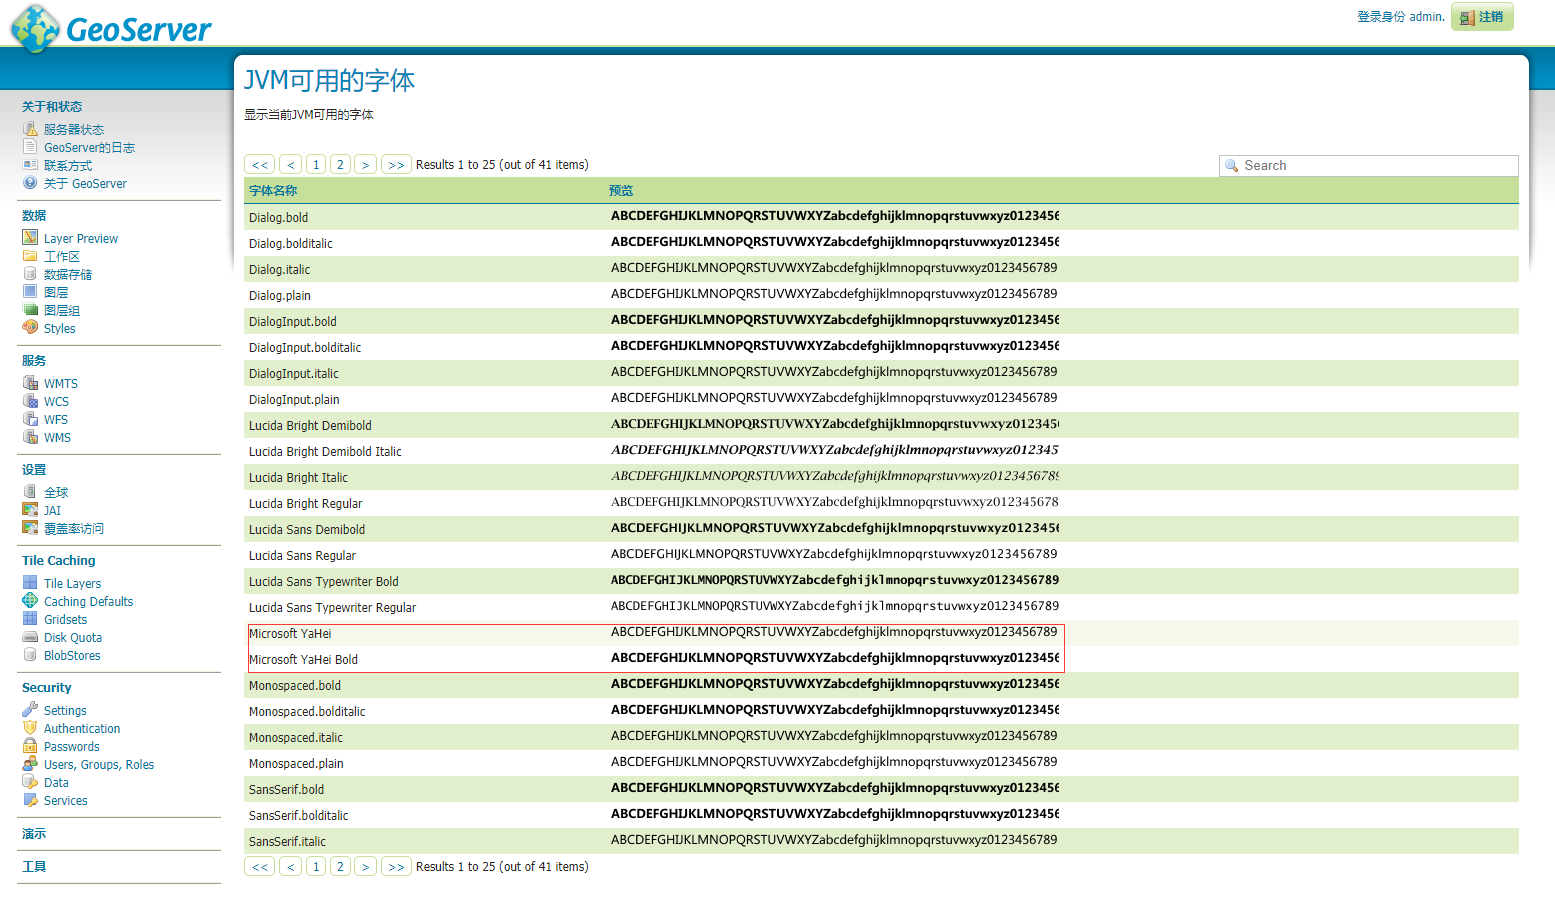 GeoServer
登录身份 admin.
注销
关于和状态
服务器状态
GeoServer的日志
联系方式
关于 GeoServer
数据
Layer Preview
工作区
数据存储
图层
图层组
Styles
服务
WMTS
WCS
WFS
WMS
设置
全球
JAI
覆盖率访问
Tile Caching
Tile Layers
Caching Defaults
Gridsets
Disk Quota
BlobStores
Security
Settings
Authentication
Passwords
Users, Groups, Roles
Data
Services
演示
工具
JVM可用的字体
显示当前JVM可用的字体
<< < 1 2 > >> Results 1 to 25 (out of 41 items)
Search
字体名称 预览
Dialog.bold ABCDEFGHIJKLMNOPQRSTUVWXYZabcdefghijklmnopqrstuvwxyz0123456
Dialog.bolditalic ABCDEFGHIJKLMNOPQRSTUVWXYZabcdefghijklmnopqrstuvwxyz0123456
Dialog.italic ABCDEFGHIJKLMNOPQRSTUVWXYZabcdefghijklmnopqrstuvwxyz0123456789
Dialog.plain ABCDEFGHIJKLMNOPQRSTUVWXYZabcdefghijklmnopqrstuvwxyz0123456789
DialogInput.bold ABCDEFGHIJKLMNOPQRSTUVWXYZabcdefghijklmnopqrstuvwxyz0123456
DialogInput.bolditalic ABCDEFGHIJKLMNOPQRSTUVWXYZabcdefghijklmnopqrstuvwxyz0123456
DialogInput.italic ABCDEFGHIJKLMNOPQRSTUVWXYZabcdefghijklmnopqrstuvwxyz0123456789
DialogInput.plain ABCDEFGHIJKLMNOPQRSTUVWXYZabcdefghijklmnopqrstuvwxyz0123456789
Lucida Bright Demibold ABCDEFGHIJKLMNOPQRSTUVWXYZabcdefghijklmnopqrstuvwxyz012345
Lucida Bright Demibold Italic ABCDEFGHIJKLMNOPQRSTUVWXYZabcdefghijklmnopqrstuvwxyz012345
Lucida Bright Italic ABCDEFGHIJKLMNOPQRSTUVWXYZabcdefghijklmnopqrstuvwxyz0123456789
Lucida Bright Regular ABCDEFGHIJKLMNOPQRSTUVWXYZabcdefghijklmnopqrstuvwxyz012345678
Lucida Sans Demibold ABCDEFGHIJKLMNOPQRSTUVWXYZabcdefghijklmnopqrstuvwxyz0123456
Lucida Sans Regular ABCDEFGHIJKLMNOPQRSTUVWXYZabcdefghijklmnopqrstuvwxyz0123456789
Lucida Sans Typewriter Bold ABCDEFGHIJKLMNOPQRSTUVWXYZabcdefghijklmnopqrstuvwxyz0123456789
Lucida Sans Typewriter Regular ABCDEFGHIJKLMNOPQRSTUVWXYZabcdefghijklmnopqrstuvwxyz0123456789
Microsoft YaHei ABCDEFGHIJKLMNOPQRSTUVWXYZabcdefghijklmnopqrstuvwxyz0123456789
Microsoft YaHei Bold ABCDEFGHIJKLMNOPQRSTUVWXYZabcdefghijklmnopqrstuvwxyz0123456
Monospaced.bold ABCDEFGHIJKLMNOPQRSTUVWXYZabcdefghijklmnopqrstuvwxyz0123456
Monospaced.bolditalic ABCDEFGHIJKLMNOPQRSTUVWXYZabcdefghijklmnopqrstuvwxyz0123456
Monospaced.italic ABCDEFGHIJKLMNOPQRSTUVWXYZabcdefghijklmnopqrstuvwxyz0123456789
Monospaced.plain ABCDEFGHIJKLMNOPQRSTUVWXYZabcdefghijklmnopqrstuvwxyz0123456789
SansSerif.bold ABCDEFGHIJKLMNOPQRSTUVWXYZabcdefghijklmnopqrstuvwxyz0123456
SansSerif.bolditalic ABCDEFGHIJKLMNOPQRSTUVWXYZabcdefghijklmnopqrstuvwxyz0123456
SansSerif.italic ABCDEFGHIJKLMNOPQRSTUVWXYZabcdefghijklmnopqrstuvwxyz0123456789
<< < 1 2 > >> Results 1 to 25 (out of 41 items)